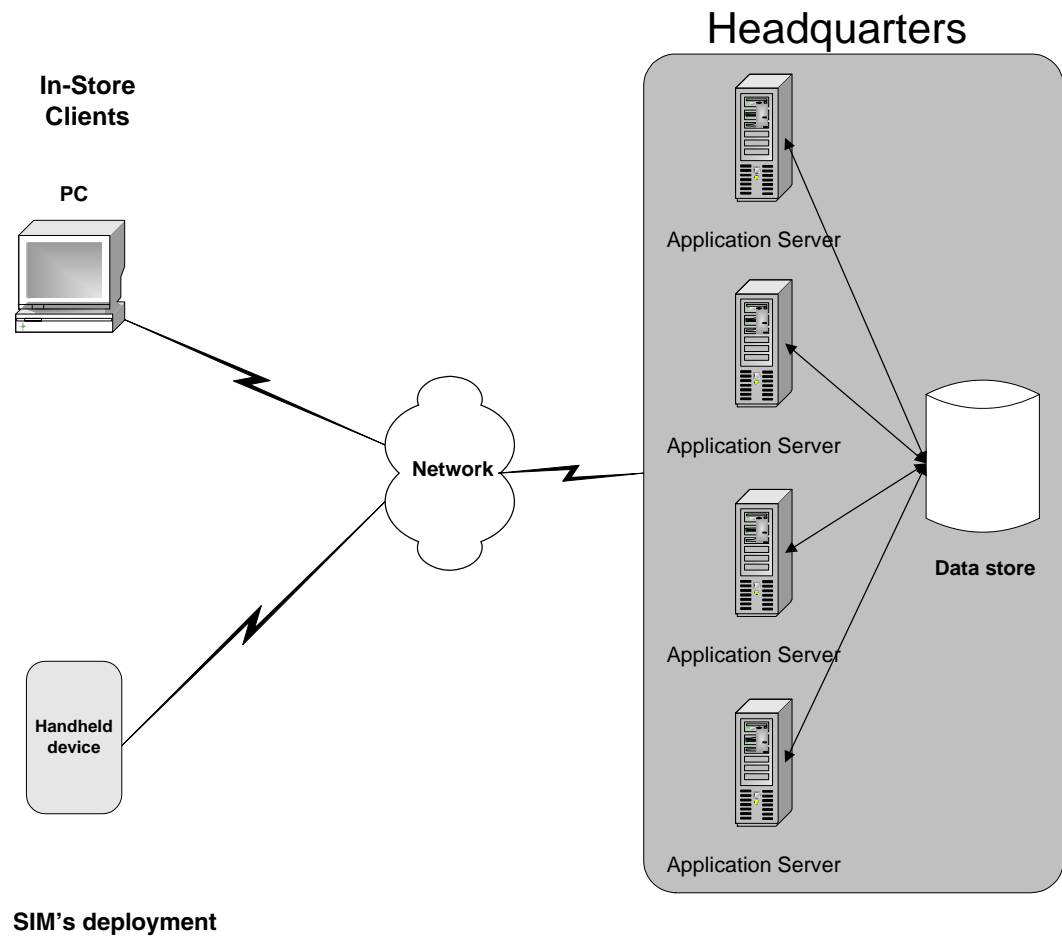 Headquarters
In-Store
Clients
PC
Application Server
Application Server
Network
Data store
Application Server
Handheld
device
Application Server
SIM's deployment